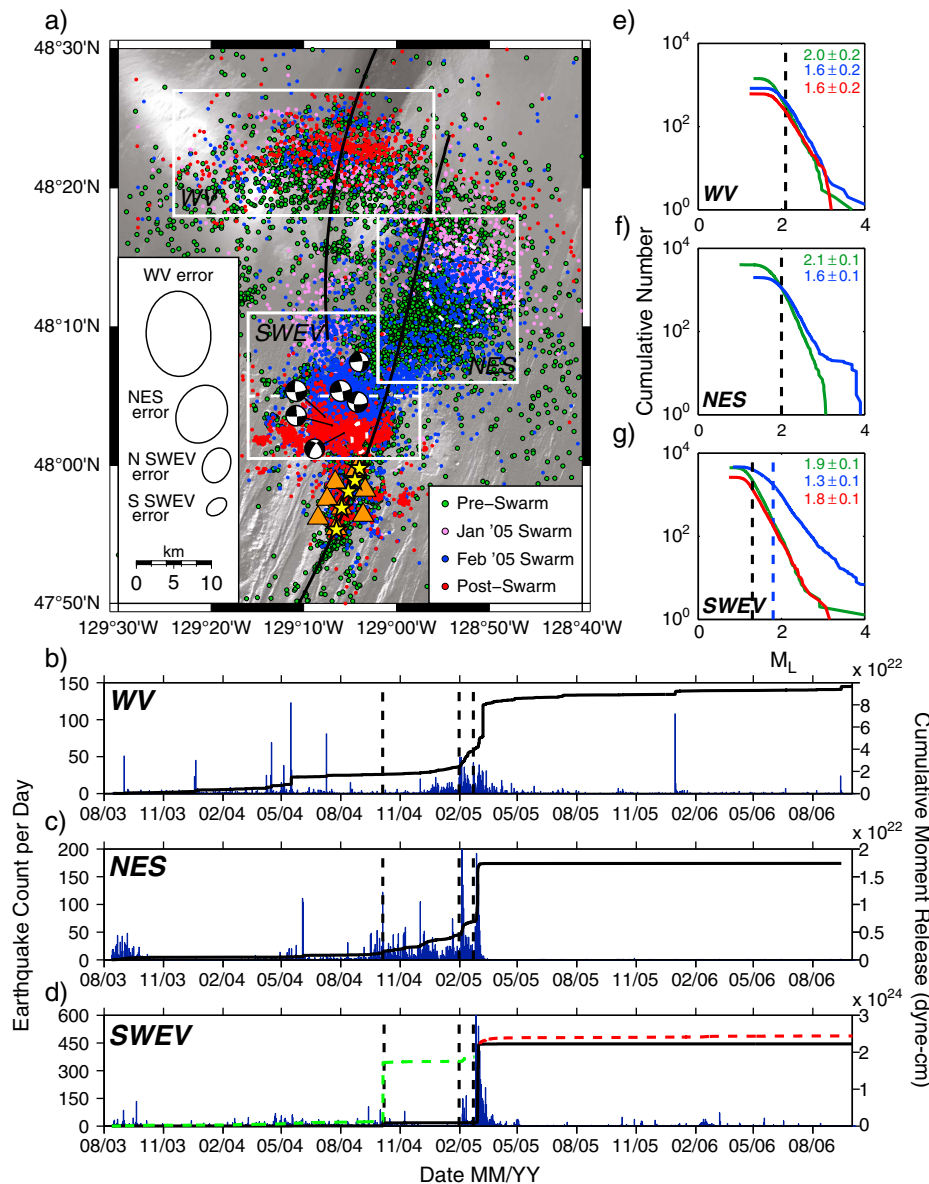 a)
48°30'N
48°20'N
48°10'N
48°00'N
47°50'N
129°30'W 129°20'W 129°10'W 129°00'W 128°50'W 128°40'W
WV
SWEV
NES
WV error
NES
error
N SWEV
error
S SWEV
error
km
0 5 10
Pre−Swarm
Jan '05 Swarm
Feb '05 Swarm
Post−Swarm
e)
10^4
10^2
10^0
2.0±0.2
1.6±0.2
1.6±0.2
WV
0 2 4
f)
10^4
10^2
10^0
2.1±0.1
1.6±0.1
NES
0 2 4
g)
10^4
10^2
10^0
1.9±0.1
1.3±0.1
1.8±0.1
SWEV
0 2 4
Cumulative Number
M_L
b)
WV
150
100
50
0
x 10^22
8
6
4
2
0
08/03 11/03 02/04 05/04 08/04 11/04 02/05 05/05 08/05 11/05 02/06 05/06 08/06
c)
NES
200
150
100
50
0
x 10^22
2
1.5
1
0.5
0
08/03 11/03 02/04 05/04 08/04 11/04 02/05 05/05 08/05 11/05 02/06 05/06 08/06
d)
SWEV
600
450
300
150
0
x 10^24
3
2
1
0
08/03 11/03 02/04 05/04 08/04 11/04 02/05 05/05 08/05 11/05 02/06 05/06 08/06
Earthquake Count per Day
Cumulative Moment Release (dyne-cm)
Date MM/YY